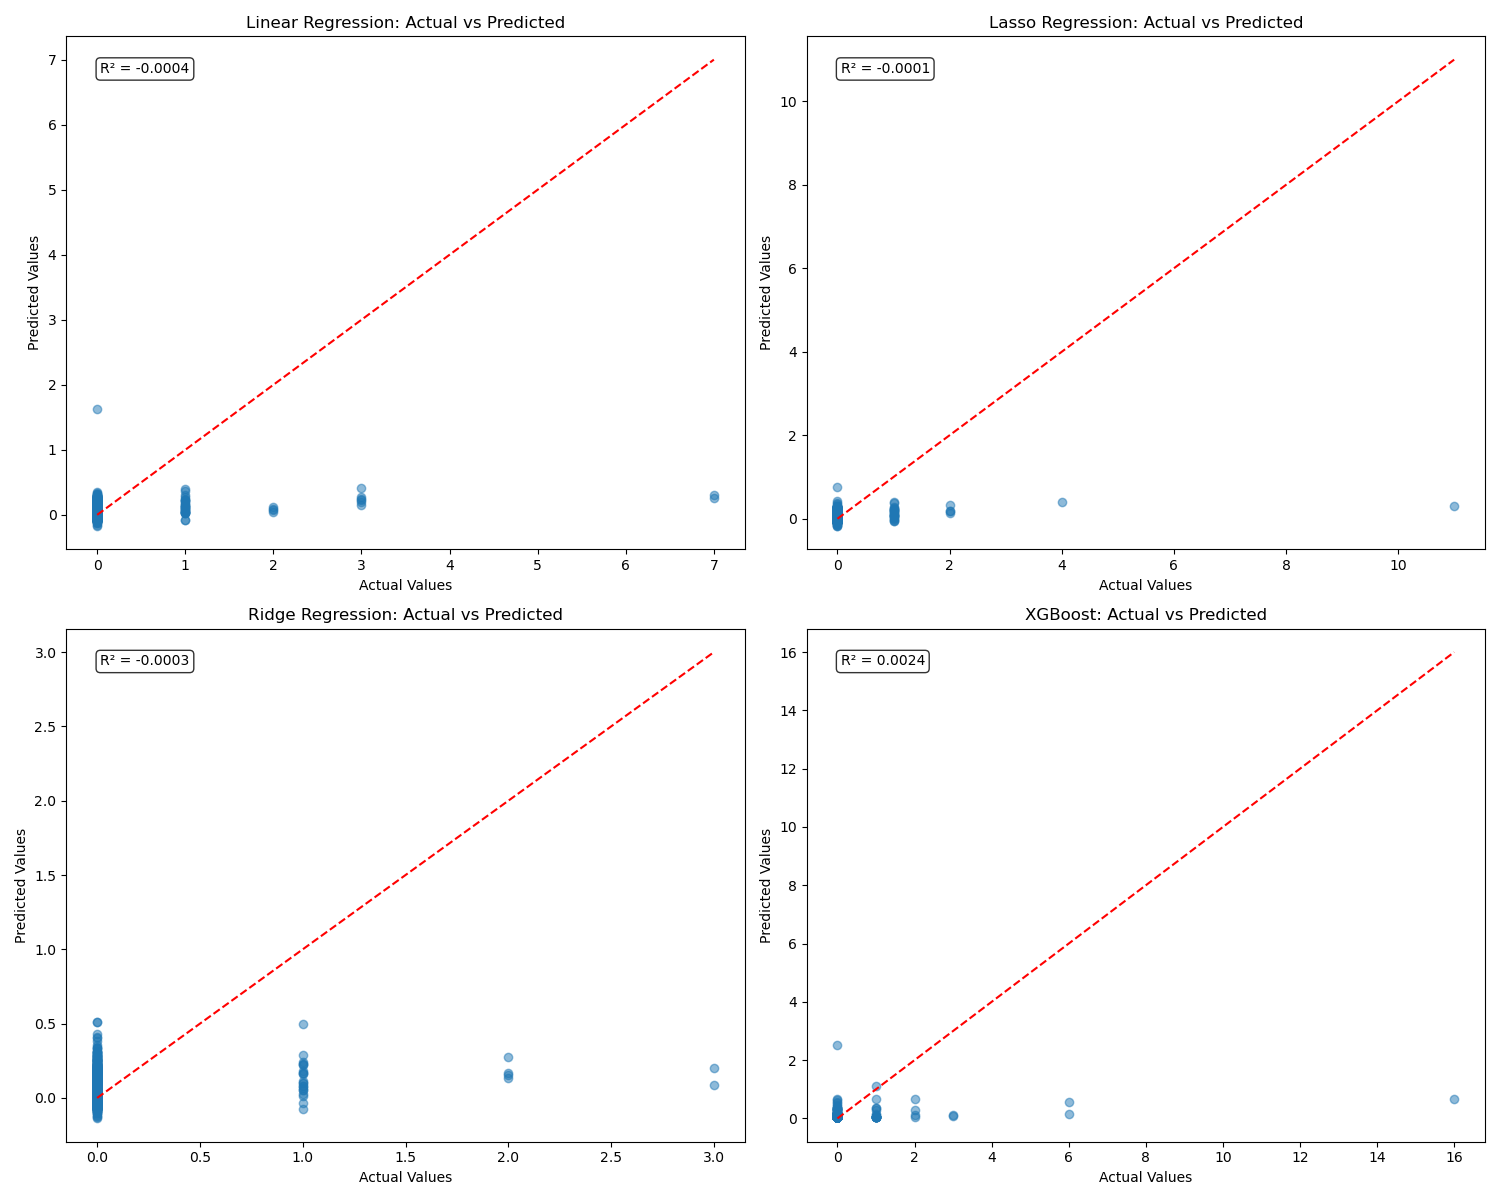 Linear Regression: Actual vs Predicted
R² = -0.0004
7
6
5
4
3
2
1
0
Predicted Values
0 1 2 3 4 5 6 7
Actual Values
Lasso Regression: Actual vs Predicted
R² = -0.0001
10
8
6
4
2
0
Predicted Values
0 2 4 6 8 10
Actual Values
Ridge Regression: Actual vs Predicted
R² = -0.0003
3.0
2.5
2.0
1.5
1.0
0.5
0.0
Predicted Values
0.0 0.5 1.0 1.5 2.0 2.5 3.0
Actual Values
XGBoost: Actual vs Predicted
R² = 0.0024
16
14
12
10
8
6
4
2
0
Predicted Values
0 2 4 6 8 10 12 14 16
Actual Values